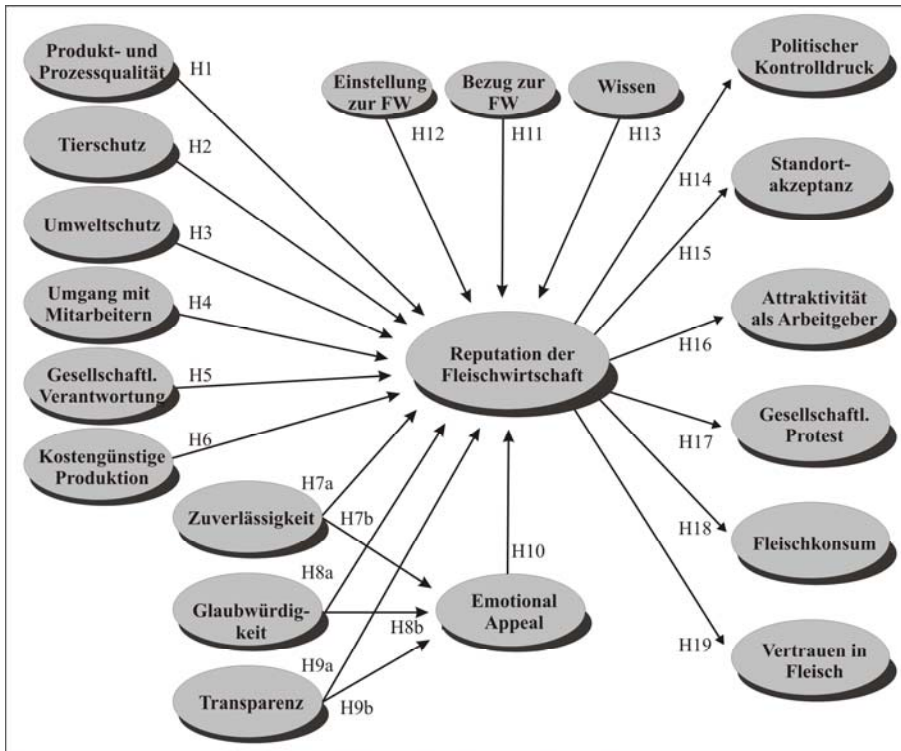 Produkt- und
Prozessqualität
H1
Tierschutz
H2
Umweltschutz
H3
Umgang mit
Mitarbeitern
H4
Gesellschaftl.
Verantwortung
H5
Kostengünstige
Produktion
H6
Zuverlässigkeit
H7a
H7b
Glaubwürdig-
keit
H8a
H8b
Transparenz
H9a
H9b
Einstellung
zur FW
H12
Bezug zur
FW
H11
Wissen
H13
Reputation der
Fleischwirtschaft
H10
Emotional
Appeal
Politischer
Kontrolldruck
H14
Standort-
akzeptanz
H15
Attraktivität
als Arbeitgeber
H16
Gesellschaftl.
Protest
H17
Fleischkonsum
H18
Vertrauen in
Fleisch
H19